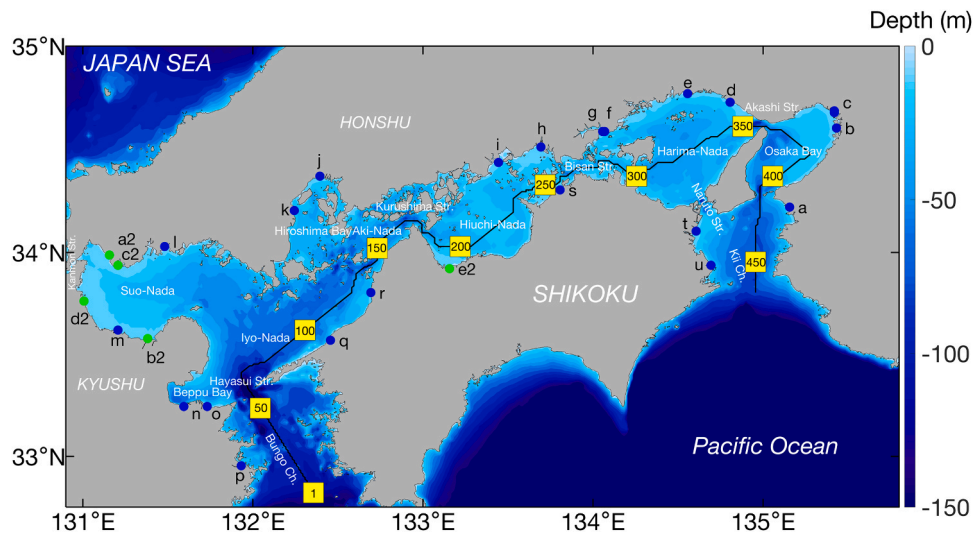 Depth (m)
35°N
JAPAN SEA
0
e
d
Akashi Str.
c
HONSHU
g
f
350
b
h
Harima-Nada
Osaka Bay
i
Bisan Str.
j
250
300
400
s
k
Kurushima Str.
Naruto Str.
a
-50
Hiuchi-Nada
t
Hiroshima Bay
Aki-Nada
34°N
a2
l
Kanmon Str.
c2
150
200
Kii Ch.
u
450
e2
Suo-Nada
r
SHIKOKU
d2
m
b2
Iyo-Nada
100
q
-100
KYUSHU
Hayasui Str.
Beppu Bay
n
o
50
Bungo Ch.
Pacific Ocean
33°N
p
1
-150
131°E
132°E
133°E
134°E
135°E